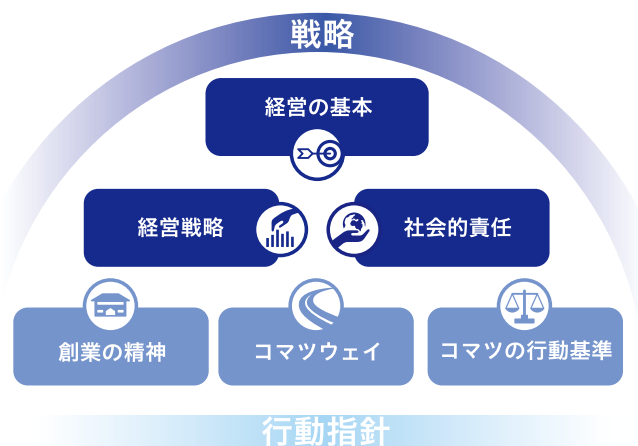 戦略
経営の基本
経営戦略
社会的責任
創業の精神
コマツウェイ
コマツの行動基準
行動指針